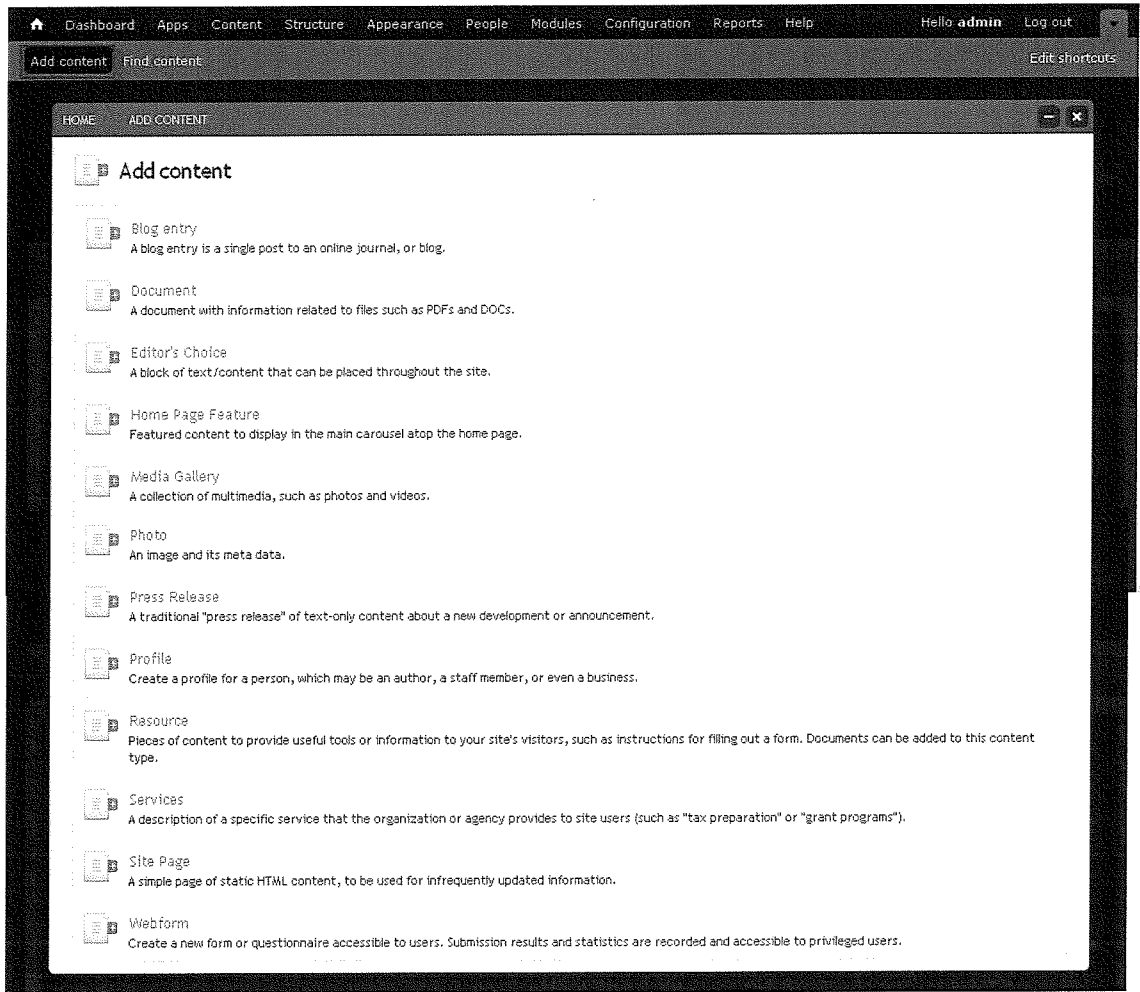 Dashboard Apps Content Structure Appearance People Modules Configuration Reports Help Hello admin Log out
Add content Find content Edit shortcuts
HOME ADD CONTENT
Add content
Blog entry
A blog entry is a single post to an online journal, or blog.
Document
A document with information related to files such as PDFs and DOCs.
Editor's Choice
A block of text/content that can be placed throughout the site.
Home Page Feature
Featured content to display in the main carousel atop the home page.
Media Gallery
A collection of multimedia, such as photos and videos.
Photo
An image and its meta data.
Press Release
A traditional "press release" of text-only content about a new development or announcement.
Profile
Create a profile for a person, which may be an author, a staff member, or even a business.
Resource
Pieces of content to provide useful tools or information to your site's visitors, such as instructions for filling out a form. Documents can be added to this content
type.
Services
A description of a specific service that the organization or agency provides to site users (such as "tax preparation" or "grant programs").
Site Page
A simple page of static HTML content, to be used for infrequently updated information.
Webform
Create a new form or questionnaire accessible to users. Submission results and statistics are recorded and accessible to privileged users.